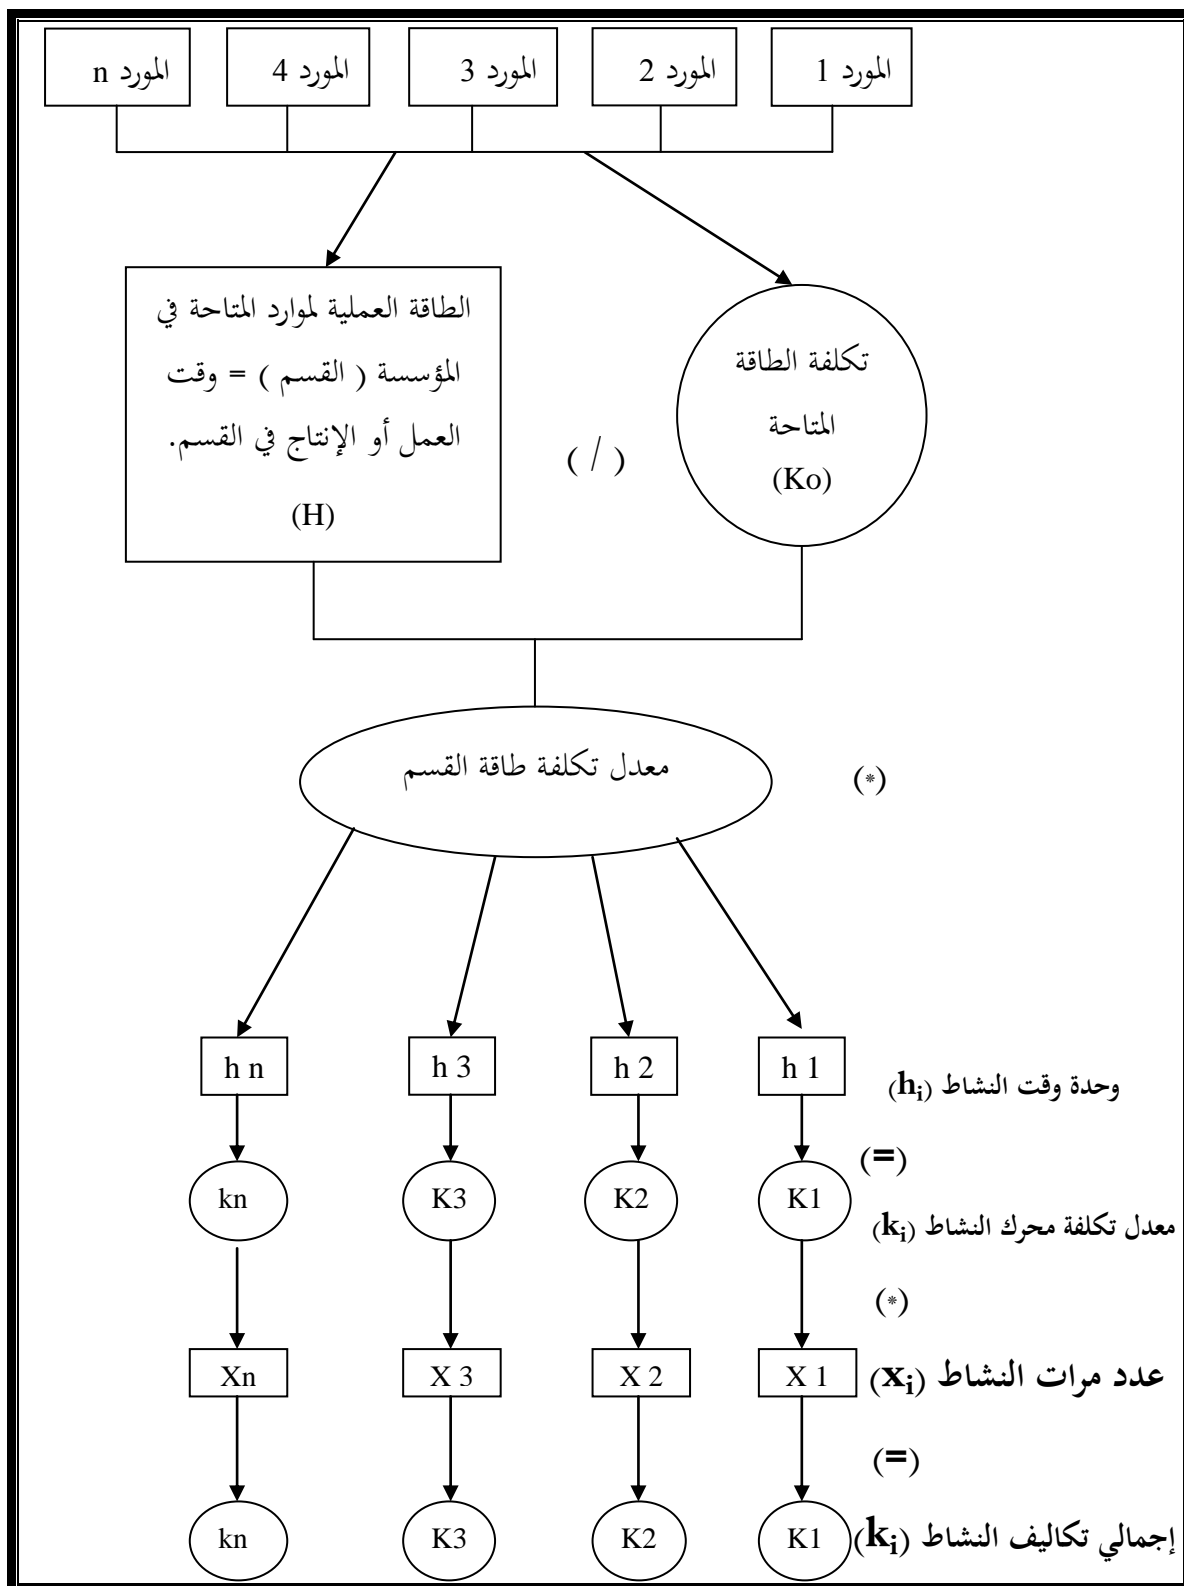 المورد 1
المورد 2
المورد 3
المورد 4
المورد n
تكلفة الطاقة
المتاحة
(Ko)
( / )
الطاقة العملية لموارد المتاحة في
المؤسسة ( القسم ) = وقت
العمل أو الإنتاج في القسم.
(H)
معدل تكلفة طاقة القسم
(*)
وحدة وقت النشاط (hi)
h 1
h 2
h 3
h n
(=)
معدل تكلفة محرك النشاط (ki)
K1
K2
K3
kn
(*)
عدد مرات النشاط (xi)
X 1
X 2
X 3
Xn
(=)
إجمالي تكاليف النشاط (ki)
K1
K2
K3
kn